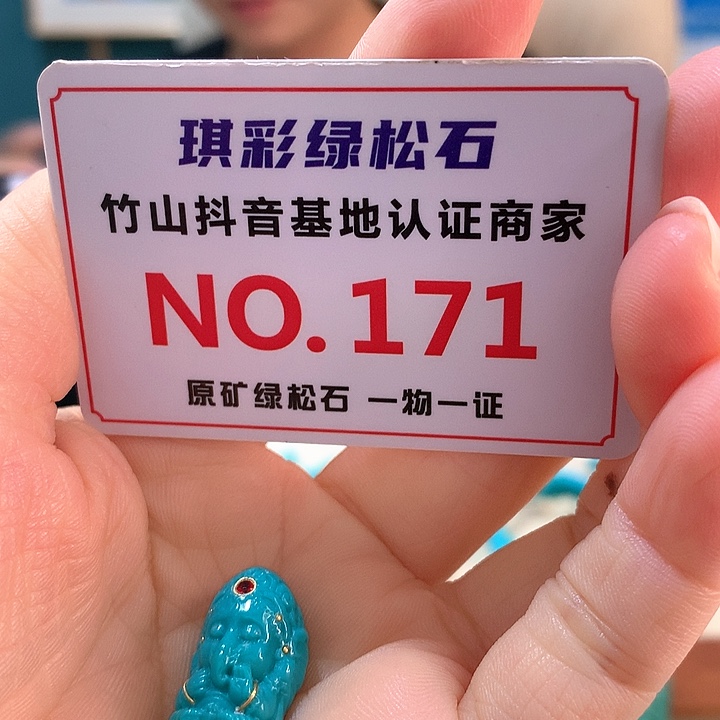 琪彩绿松石
竹山抖音基地认证商家
NO.171
原矿绿松石 一物一证